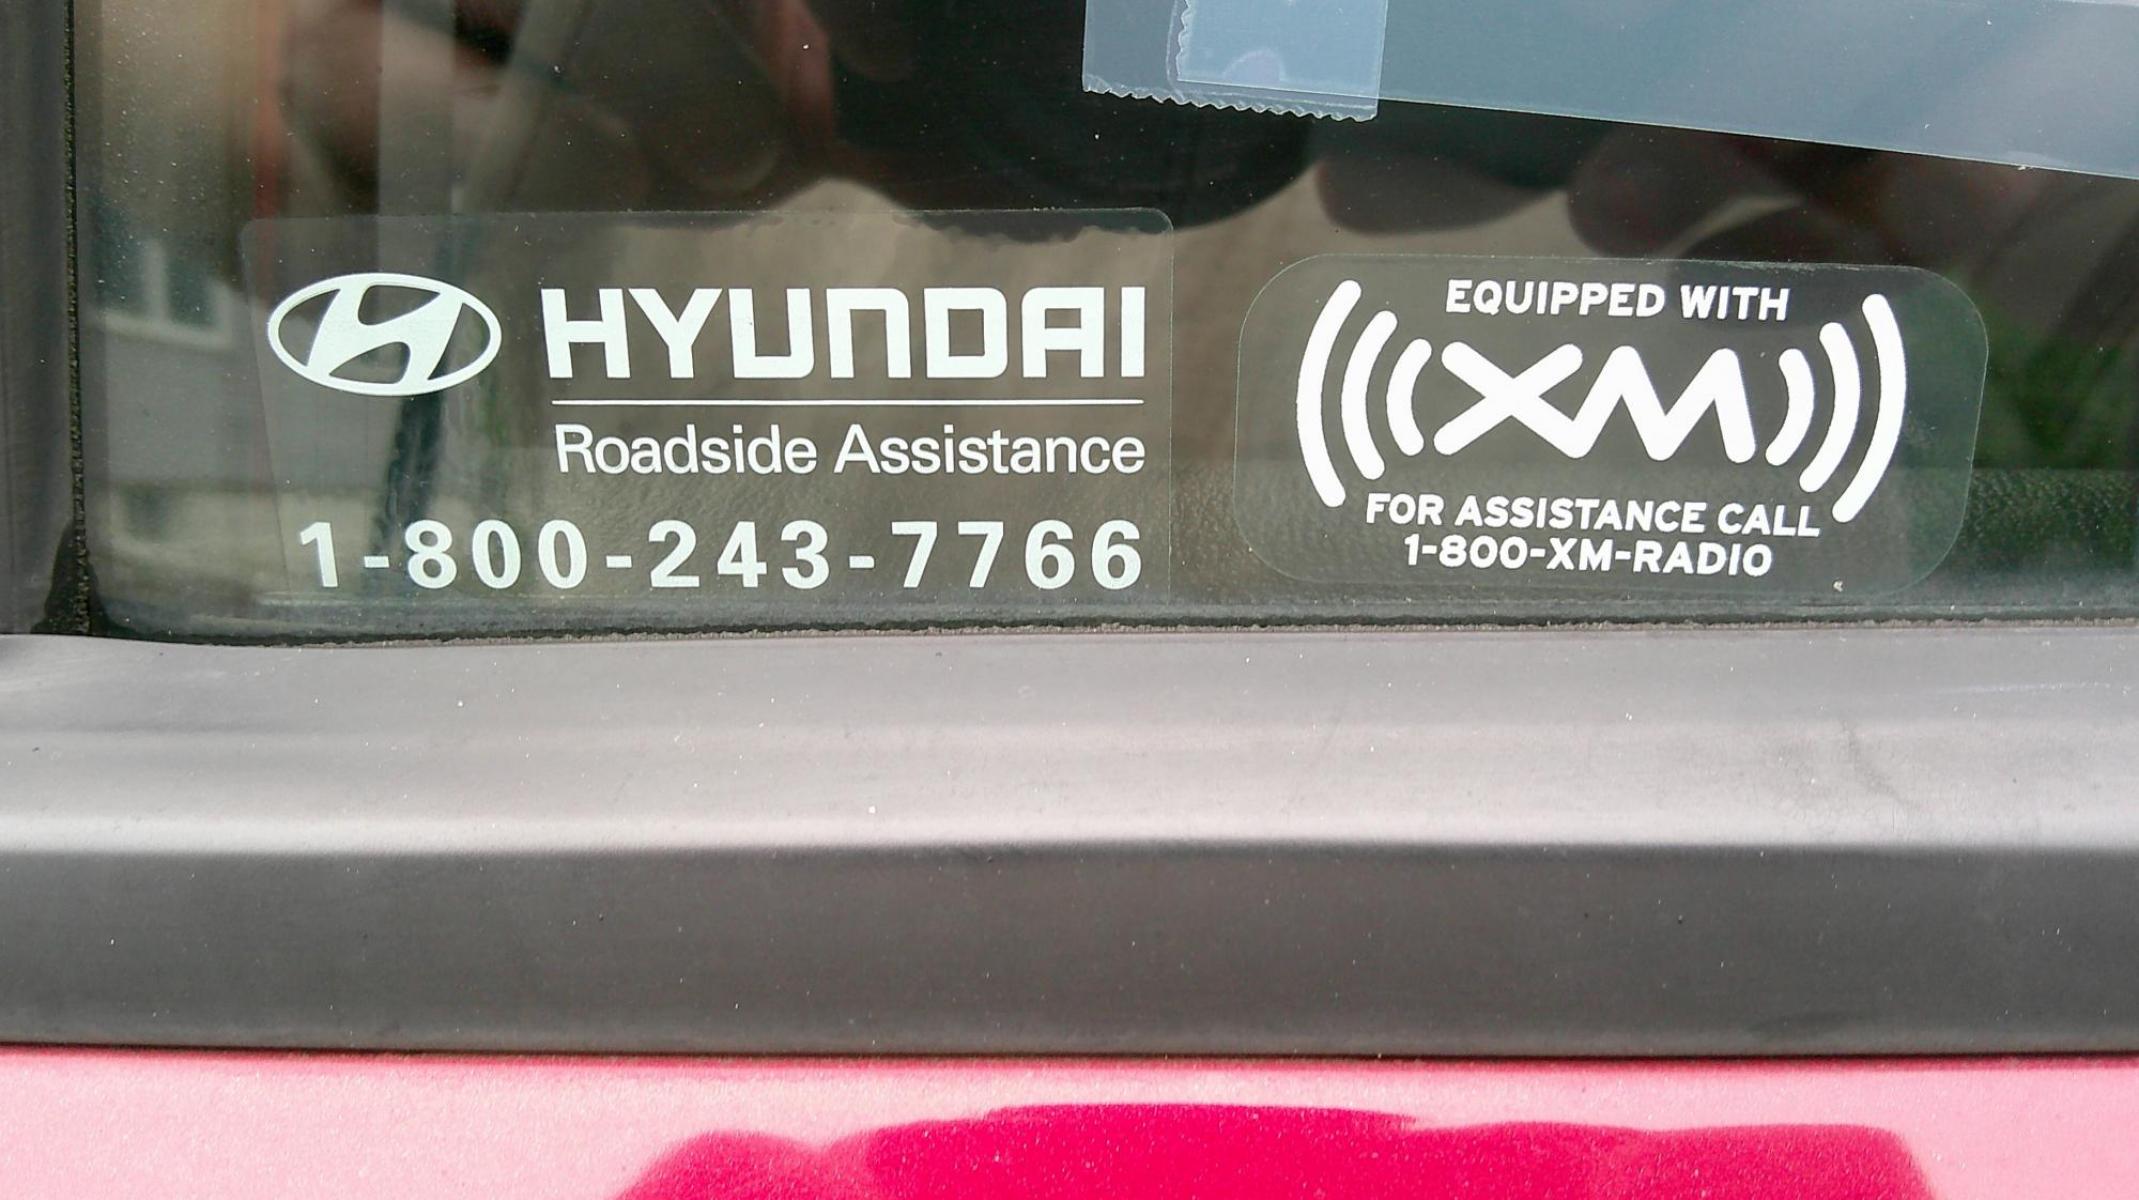 HYUNDAI
Roadside Assistance
1-800-243-7766
EQUIPPED WITH
XM
FOR ASSISTANCE CALL
1-800-XM-RADIO